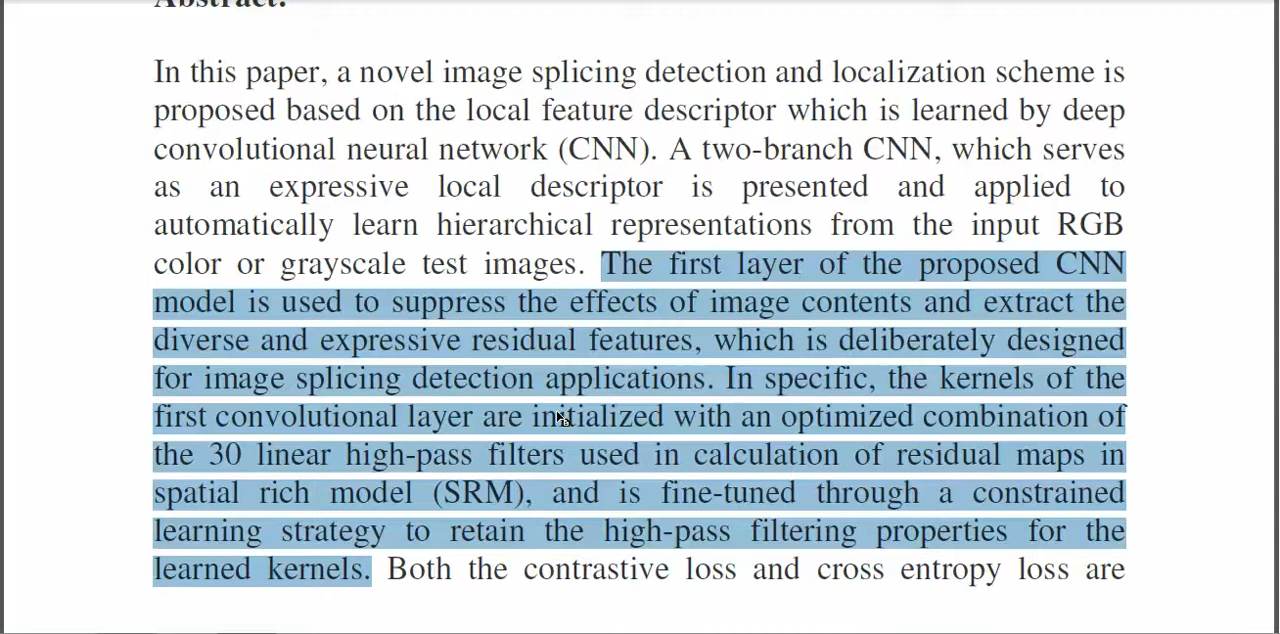 Abstract:
In this paper, a novel image splicing detection and localization scheme is
proposed based on the local feature descriptor which is learned by deep
convolutional neural network (CNN). A two-branch CNN, which serves
as an expressive local descriptor is presented and applied to
automatically learn hierarchical representations from the input RGB
color or grayscale test images. The first layer of the proposed CNN
model is used to suppress the effects of image contents and extract the
diverse and expressive residual features, which is deliberately designed
for image splicing detection applications. In specific, the kernels of the
first convolutional layer are initialized with an optimized combination of
the 30 linear high-pass filters used in calculation of residual maps in
spatial rich model (SRM), and is fine-tuned through a constrained
learning strategy to retain the high-pass filtering properties for the
learned kernels. Both the contrastive loss and cross entropy loss are